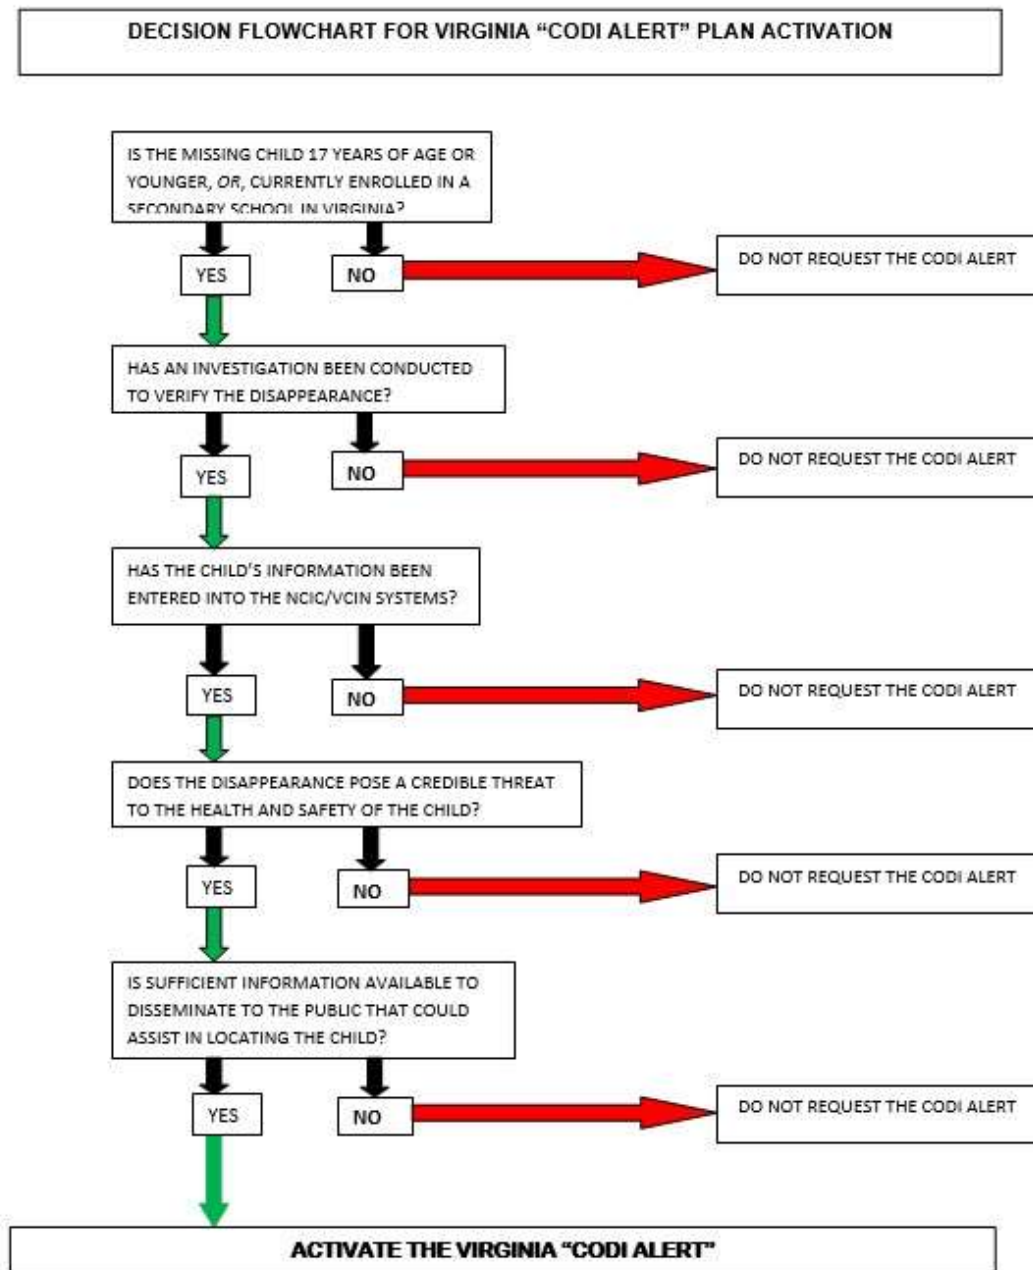 DECISION FLOWCHART FOR VIRGINIA “CODI ALERT” PLAN ACTIVATION
IS THE MISSING CHILD 17 YEARS OF AGE OR
YOUNGER, OR, CURRENTLY ENROLLED IN A
SECONDARY SCHOOL IN VIRGINIA?
YES
NO
DO NOT REQUEST THE CODI ALERT
HAS AN INVESTIGATION BEEN CONDUCTED
TO VERIFY THE DISAPPEARANCE?
YES
NO
DO NOT REQUEST THE CODI ALERT
HAS THE CHILD’S INFORMATION BEEN
ENTERED INTO THE NCIC/VCIN SYSTEMS?
YES
NO
DO NOT REQUEST THE CODI ALERT
DOES THE DISAPPEARANCE POSE A CREDIBLE THREAT
TO THE HEALTH AND SAFETY OF THE CHILD?
YES
NO
DO NOT REQUEST THE CODI ALERT
IS SUFFICIENT INFORMATION AVAILABLE TO
DISSEMINATE TO THE PUBLIC THAT COULD
ASSIST IN LOCATING THE CHILD?
YES
NO
DO NOT REQUEST THE CODI ALERT
ACTIVATE THE VIRGINIA “CODI ALERT”